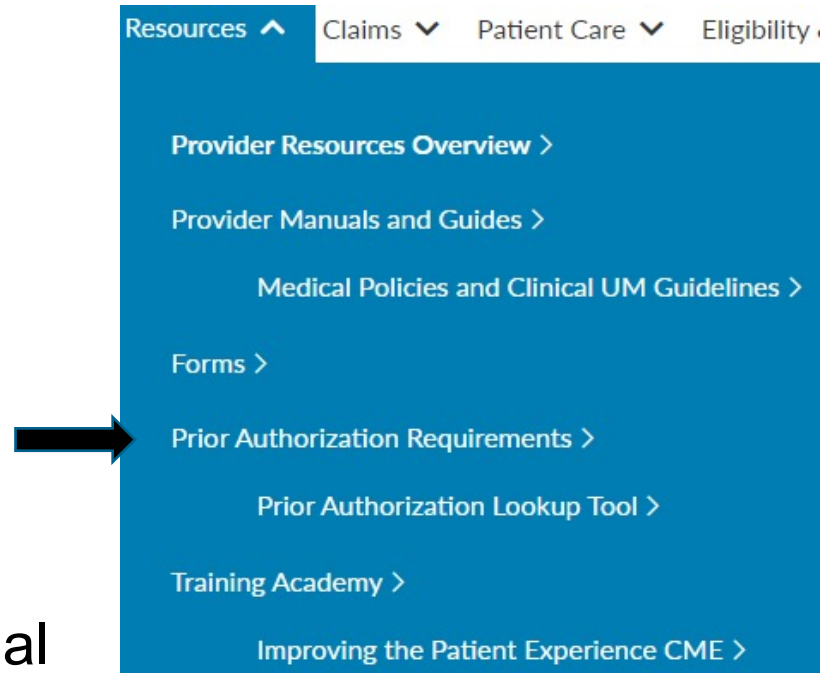 Resources Claims Patient Care Eligibility
Provider Resources Overview >
Provider Manuals and Guides >
Medical Policies and Clinical UM Guidelines >
Forms >
Prior Authorization Requirements >
Prior Authorization Lookup Tool >
Training Academy >
al
Improving the Patient Experience CME >